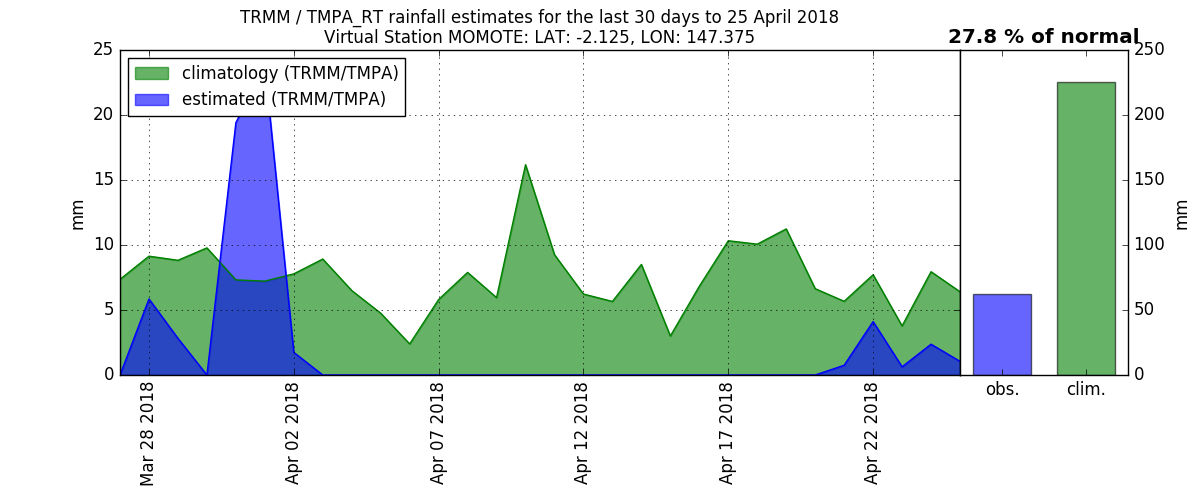 TRMM / TMPA_RT rainfall estimates for the last 30 days to 25 April 2018
Virtual Station MOMOTE: LAT: -2.125, LON: 147.375
27.8 % of normal
climatology (TRMM/TMPA)
estimated (TRMM/TMPA)
25
20
15
10
5
0
mm
250
200
150
100
50
0
mm
Mar 28 2018
Apr 02 2018
Apr 07 2018
Apr 12 2018
Apr 17 2018
Apr 22 2018
obs.
clim.